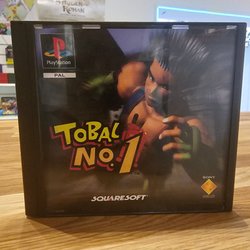 PlayStation
PAL
TOBAL
NO.1
SQUARESOFT
SONY